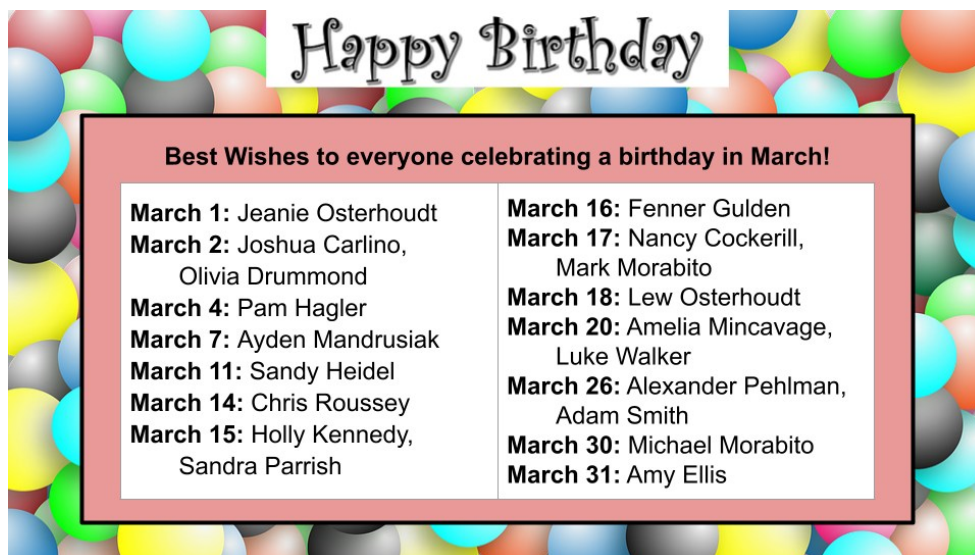 Happy Birthday
Best Wishes to everyone celebrating a birthday in March!
March 1: Jeanie Osterhoudt
March 2: Joshua Carlino,
Olivia Drummond
March 4: Pam Hagler
March 7: Ayden Mandrusiak
March 11: Sandy Heidel
March 14: Chris Roussey
March 15: Holly Kennedy,
Sandra Parrish
March 16: Fenner Gulden
March 17: Nancy Cockerill,
Mark Morabito
March 18: Lew Osterhoudt
March 20: Amelia Mincavage,
Luke Walker
March 26: Alexander Pehlman,
Adam Smith
March 30: Michael Morabito
March 31: Amy Ellis